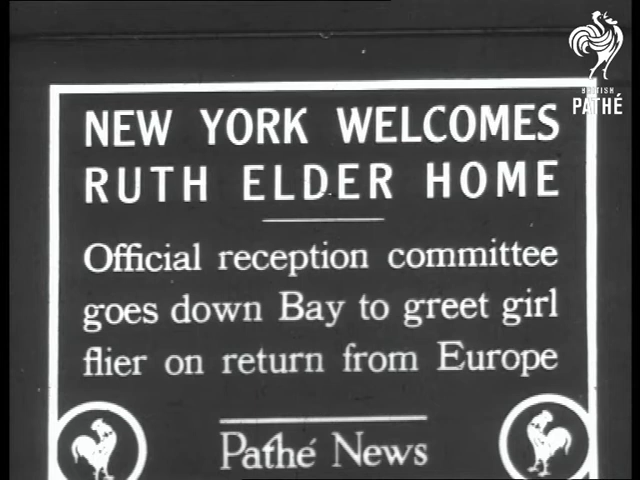 BRITISH
PATHÉ
NEW YORK WELCOMES
RUTH ELDER HOME
Official reception committee
goes down Bay to greet girl
flier on return from Europe
Pathé News